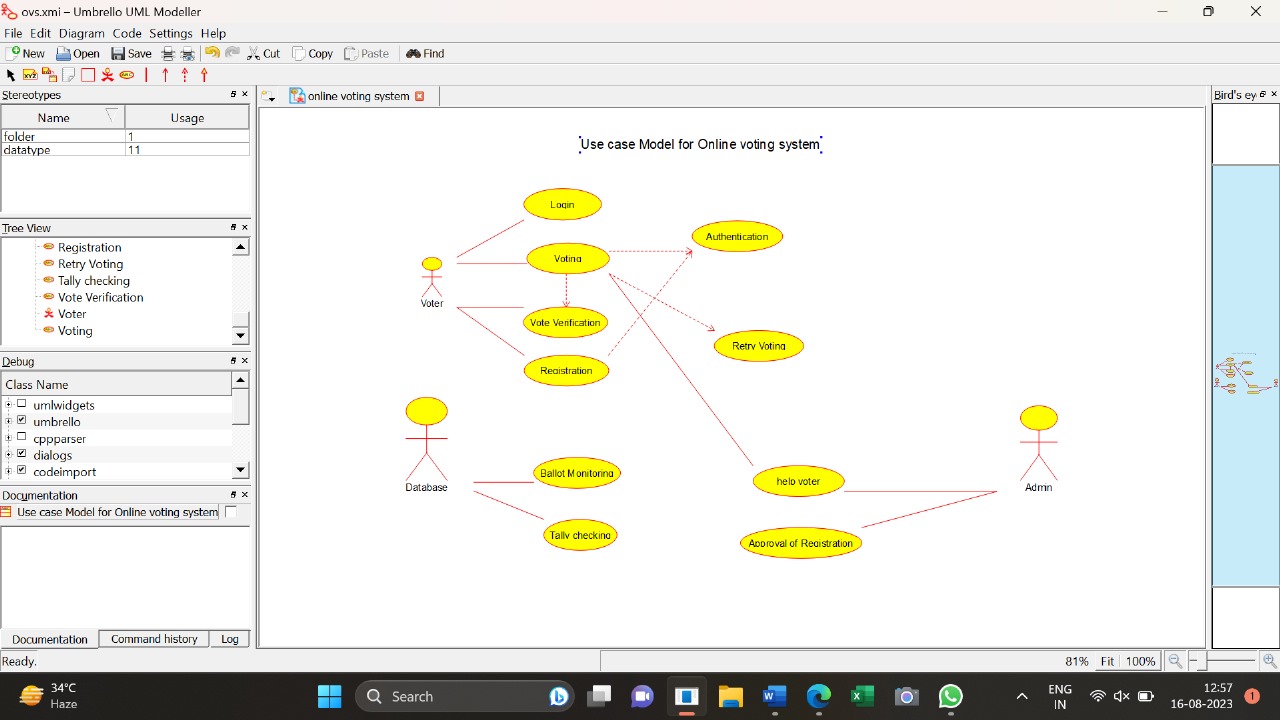 ovs.xmi – Umbrello UML Modeller
File Edit Diagram Code Settings Help
New Open Save Cut Copy Paste Find
Stereotypes
Name Usage
folder 1
datatype 11
Tree View
Registration
Retry Voting
Tally checking
Vote Verification
Voter
Voting
Debug
Class Name
umlwidgets
umbrello
cppparser
dialogs
codeimport
Documentation
Use case Model for Online voting system
Documentation Command history Log
Ready.
online voting system
Use case Model for Online voting system
Login
Authentication
Voting
Voter
Vote Verification
Retry Voting
Registration
Database
Ballot Monitoring
help voter
Admin
Tally checking
Approval of Registration
Bird's ey
81% Fit 100%
34°C
Haze
Search
ENG
IN
12:57
16-08-2023
1